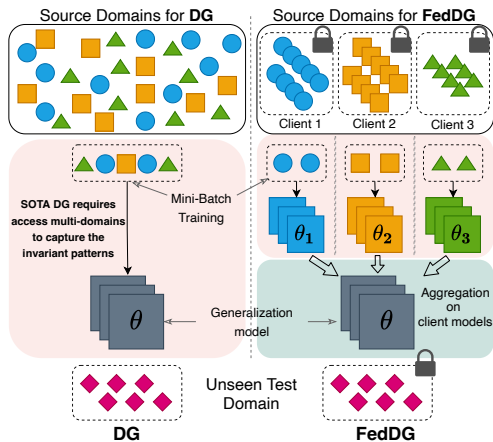 Source Domains for DG
Source Domains for FedDG
Client 1
Client 2
Client 3
Mini-Batch
Training
SOTA DG requires
access multi-domains
to capture the
invariant patterns
θ1
θ2
θ3
θ
Generalization
model
θ
Aggregation
on
client models
Unseen Test
Domain
DG
FedDG